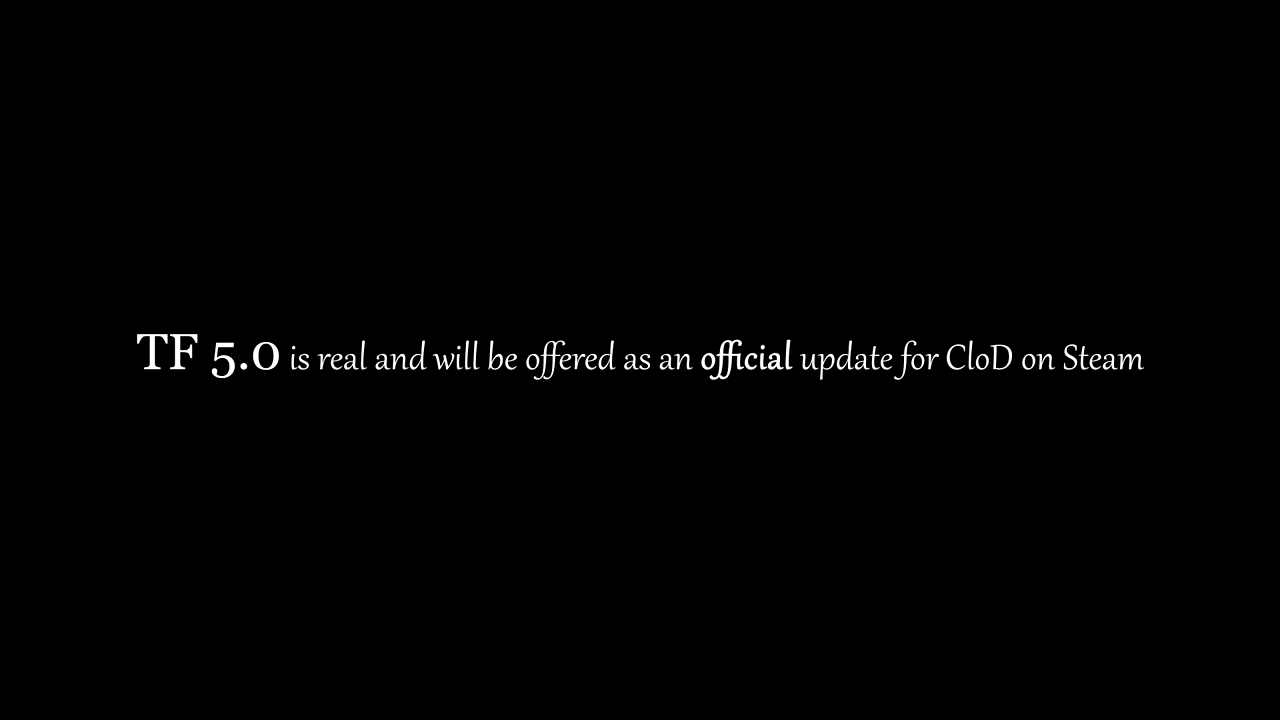 TF 5.0 is real and will be offered as an official update for CloD on Steam